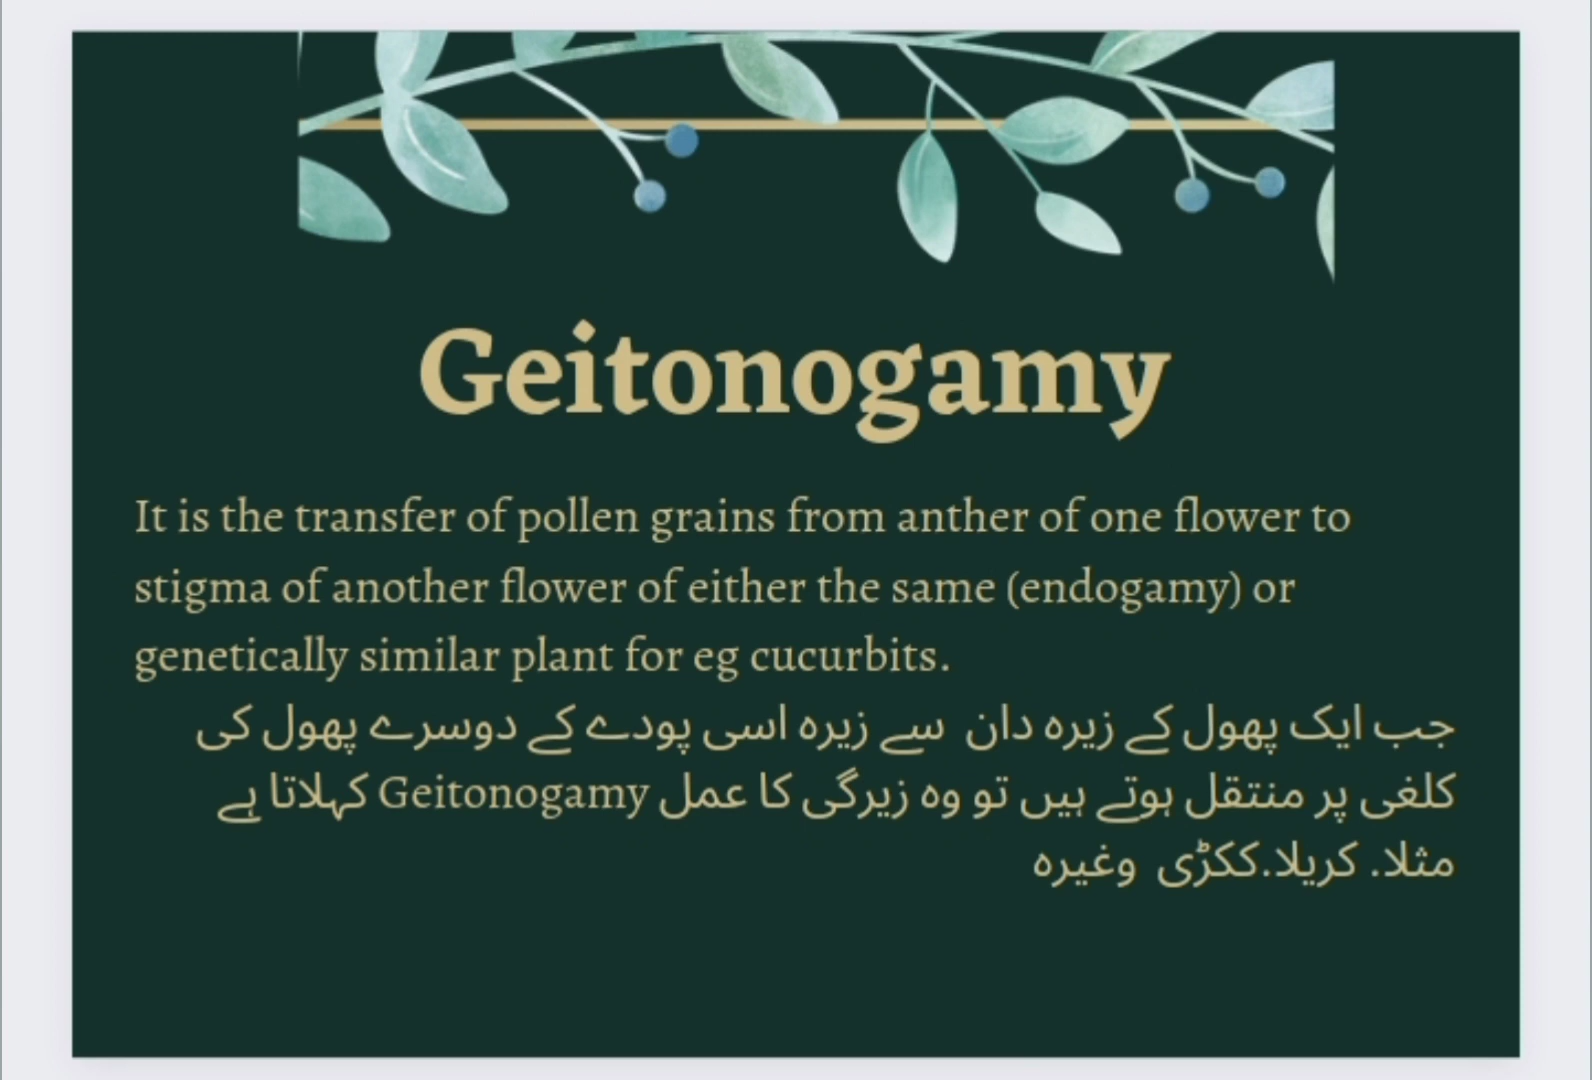 Geitonogamy
It is the transfer of pollen grains from anther of one flower to
stigma of another flower of either the same (endogamy) or
genetically similar plant for eg cucurbits.
جب ایک پھول کے زیرہ دان سے زیرہ اسی پودے کے دوسرے پھول کی
کلغی پر منتقل ہوتے ہیں تو وہ زیرگی کا عمل Geitonogamy کہلاتا ہے
مثلا. کریلا.ککڑی وغیرہ